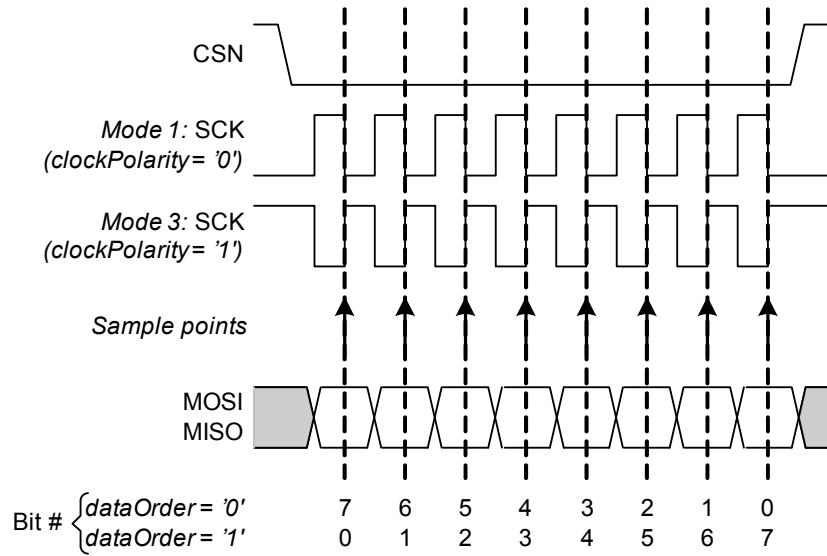 CSN
Mode 1: SCK
(clockPolarity= '0')
Mode 3: SCK
(clockPolarity= '1')
Sample points
MOSI
MISO
Bit #
dataOrder = '0' 7 6 5 4 3 2 1 0
dataOrder = '1' 0 1 2 3 4 5 6 7